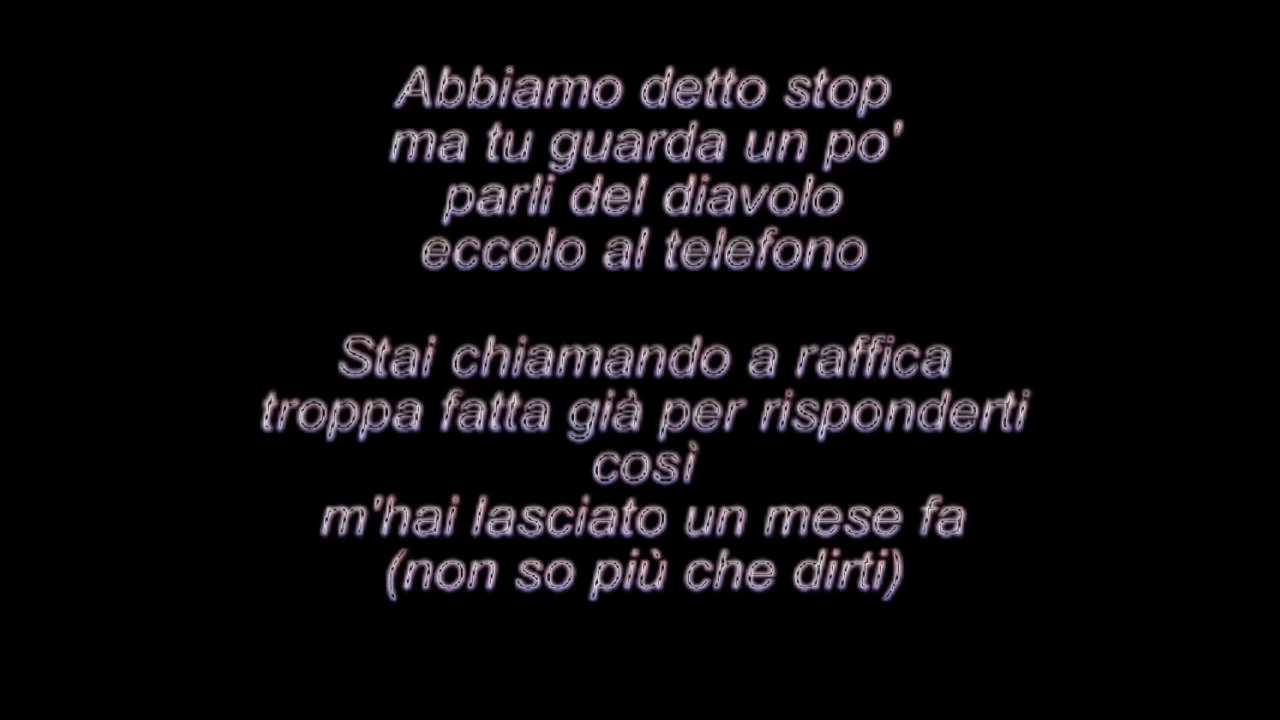 Abbiamo detto stop
ma tu guarda un po'
parli del diavolo
eccolo al telefono
Stai chiamando a raffica
troppa fatta già per risponderti
così
m'hai lasciato un mese fa
(non so più che dirti)